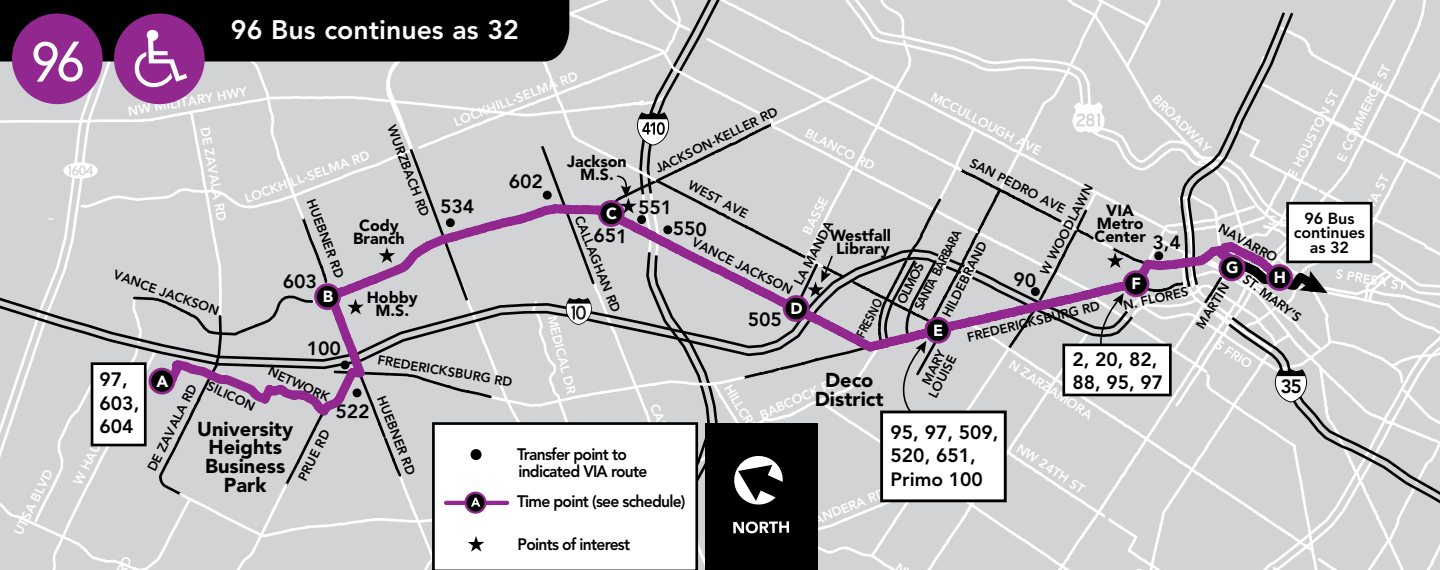 96 Bus continues as 32
96
NW MILITARY HWY
LOCKHILL-SELMA RD
1604
DE ZAVALA RD
LOCKHILL-SELMA RD
WURZBACH RD
410
JACKSON-KELLER RD
Jackson
M.S.
602
534
C
551
651
550
WEST AVE
BLANCO RD
MCCULLOUGH AVE
281
BROADWAY
E HOUSTON ST
E COMMERCE ST
SAN PEDRO AVE
BASSE
LA MANDA
Westfall
Library
HUEBNER RD
Cody
Branch
CALLAGHAN RD
VANCE JACKSON
OLMOS
SANTA BARBARA
HILDEBRAND
W WOODLAWN
VIA
Metro
Center
3,4
NAVARRO
96 Bus
continues
as 32
S PRESA ST
VANCE JACKSON
603
B
Hobby
M.S.
10
505
D
FRESNO
90
E
FREDERICKSBURG RD
F
N. FLORES
G
H
MARTIN
ST. MARY'S
100
97,
603,
604
A
SILICON
NETWORK
FREDERICKSBURG RD
522
MEDICAL DR
MARY
LOUISE
2, 20, 82,
88, 95, 97
S FRIO
35
DE ZAVALA RD
University
Heights
Business
Park
PRUE RD
HUEBNER RD
Deco
District
BABCOCK
N ZARZAMORA
95, 97, 509,
520, 651,
Primo 100
NW 24TH ST
UTSA BLVD
Transfer point to
indicated VIA route
A
Time point (see schedule)
Points of interest
NORTH